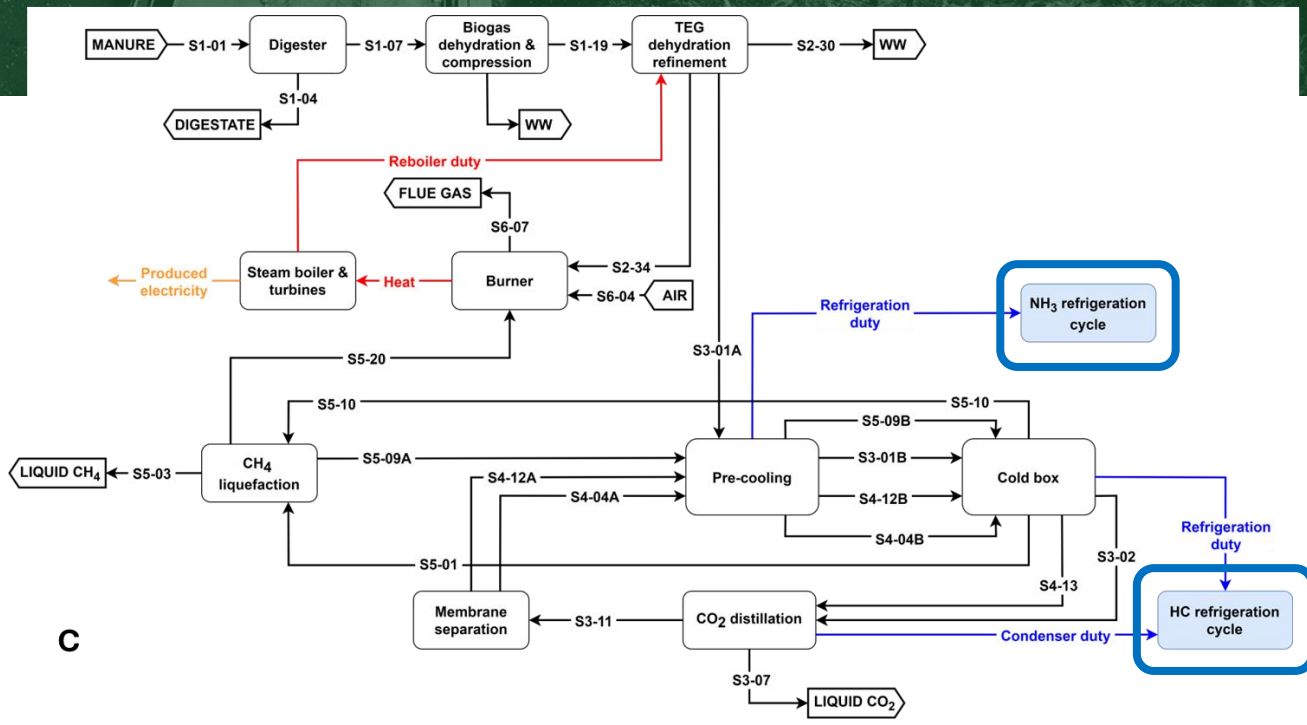 MANURE
S1-01
Digester
S1-07
Biogas
dehydration &
compression
S1-19
TEG
dehydration
refinement
S2-30
WW
S1-04
DIGESTATE
WW
Reboiler duty
FLUE GAS
S6-07
Produced
electricity
Steam boiler &
turbines
Heat
Burner
S2-34
S6-04
AIR
Refrigeration
duty
NH3 refrigeration
cycle
S3-01A
S5-20
S5-10
S5-10
S5-09B
LIQUID CH4
S5-03
CH4
liquefaction
S5-09A
S4-12A
S4-04A
Pre-cooling
S3-01B
S4-12B
Cold box
S4-04B
Refrigeration
duty
S5-01
S4-13
S3-02
C
Membrane
separation
S3-11
CO2 distillation
Condenser duty
HC refrigeration
cycle
S3-07
LIQUID CO2